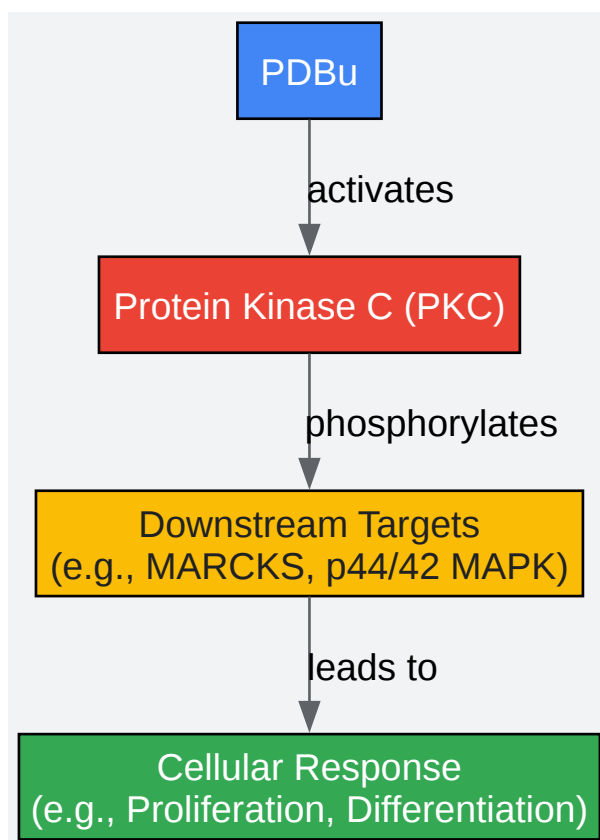 PDBu
activates
Protein Kinase C (PKC)
phosphorylates
Downstream Targets
(e.g., MARCKS, p44/42 MAPK)
leads to
Cellular Response
(e.g., Proliferation, Differentiation)